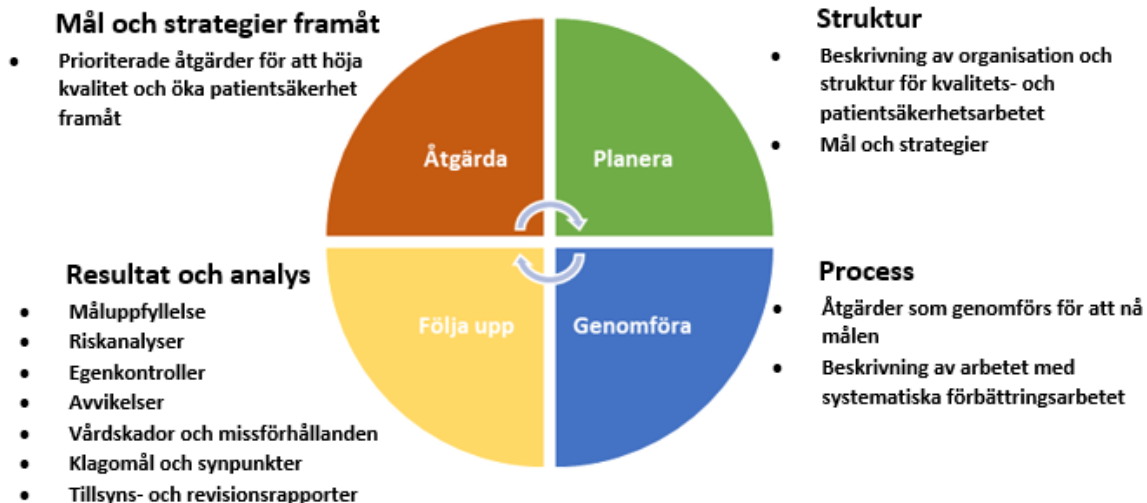 Mål och strategier framåt
• Prioriterade åtgärder för att höja
kvalitet och öka patientsäkerhet
framåt
Struktur
• Beskrivning av organisation och
struktur för kvalitets- och
patientsäkerhetsarbetet
• Mål och strategier
Åtgärda
Planera
Följa upp
Genomföra
Resultat och analys
• Måluppfyllelse
• Riskanalyser
• Egenkontroller
• Avvikelser
• Vårdskador och missförhållanden
• Klagomål och synpunkter
• Tillsyns- och revisionsrapporter
Process
• Åtgärder som genomförs för att nå
målen
• Beskrivning av arbetet med
systematiska förbättringsarbetet